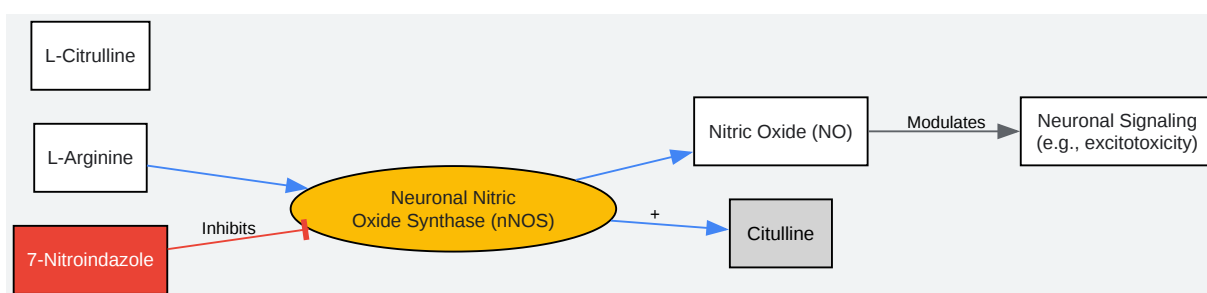 L-Citrulline
L-Arginine
7-Nitroindazole
Inhibits
Neuronal Nitric
Oxide Synthase (nNOS)
+
Nitric Oxide (NO)
Citulline
Modulates
Neuronal Signaling
(e.g., excitotoxicity)